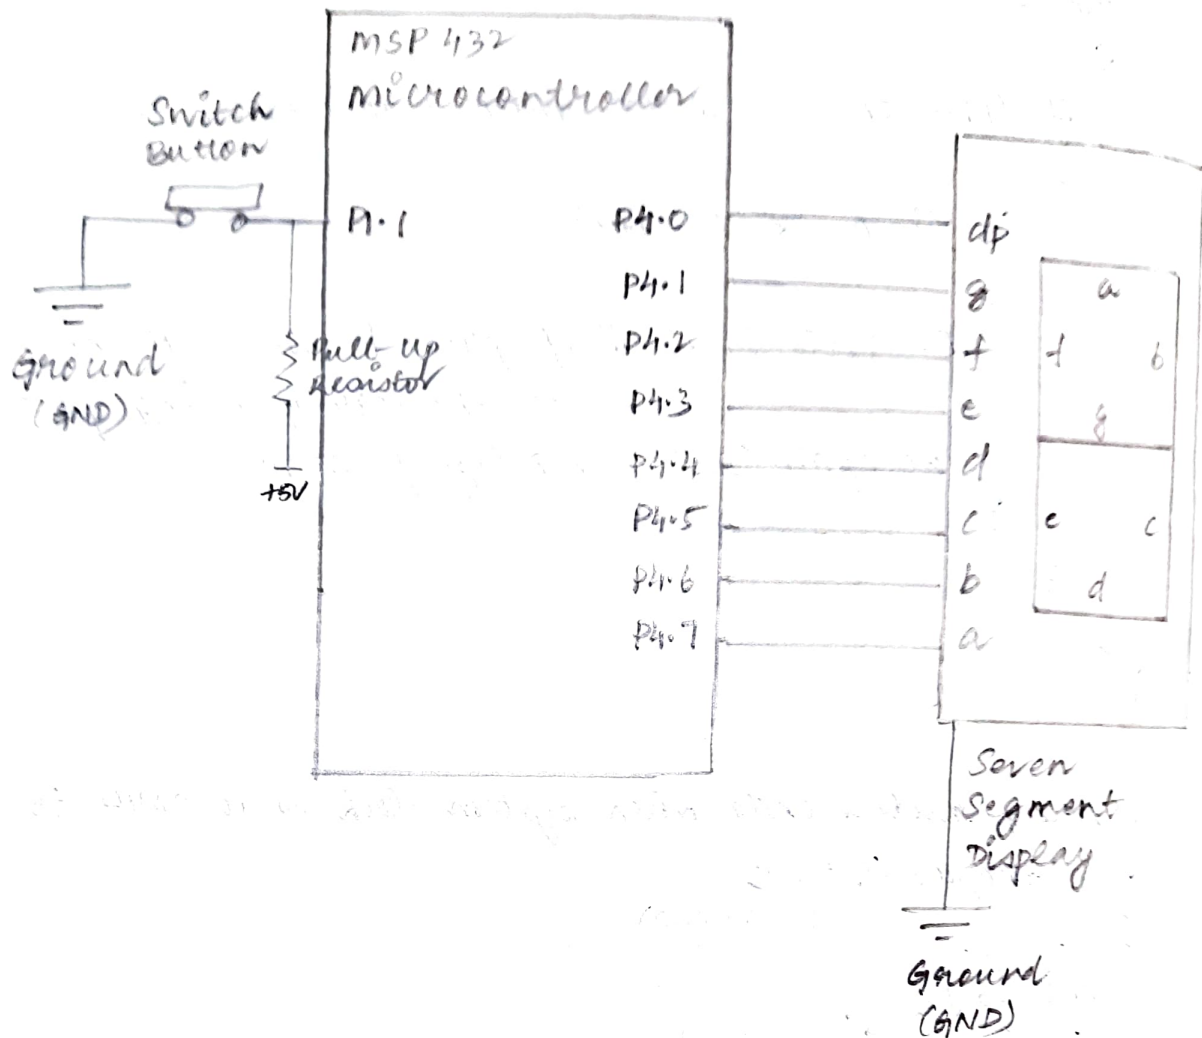 MSP 432
Microcontroller
Switch
Button
P1.1
Ground
(GND)
Pull-up
Resistor
+5V
P4.0
P4.1
P4.2
P4.3
P4.4
P4.5
P4.6
P4.7
dp
g
f
e
d
c
b
a
a
f
b
g
e
c
d
Seven
Segment
Display
Ground
(GND)